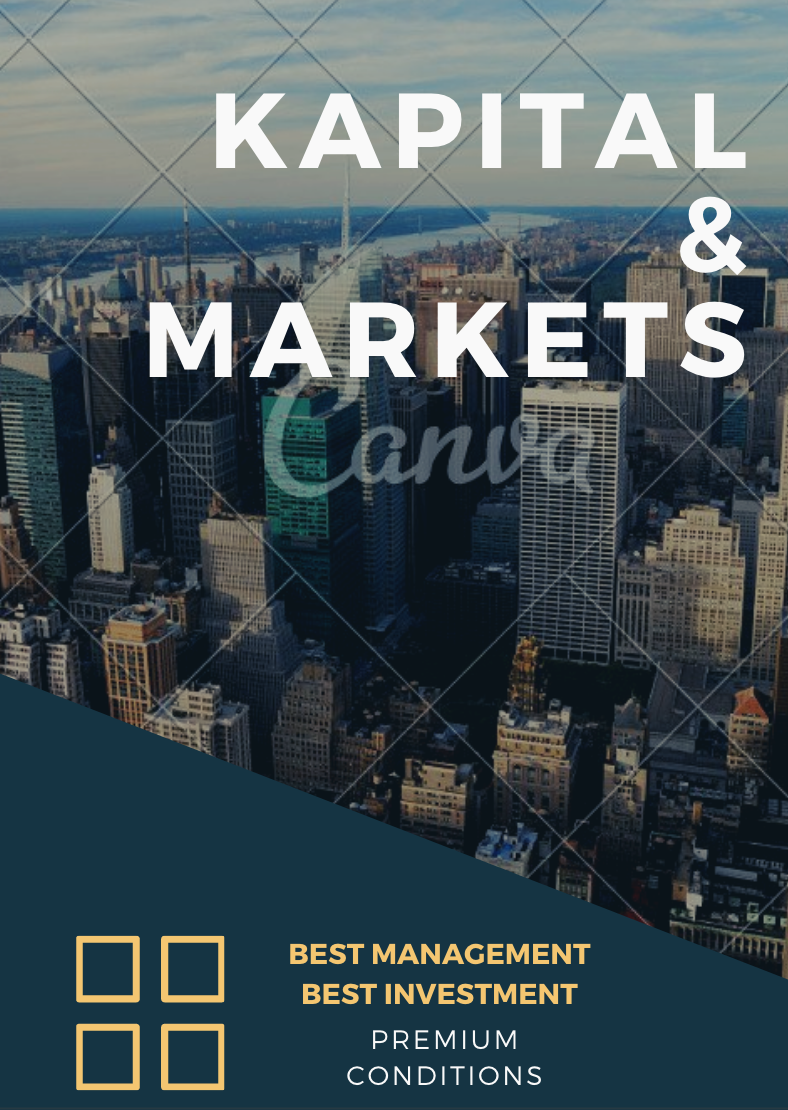 KAPITAL
&
MARKETS
Canva
BEST MANAGEMENT
BEST INVESTMENT
PREMIUM
CONDITIONS